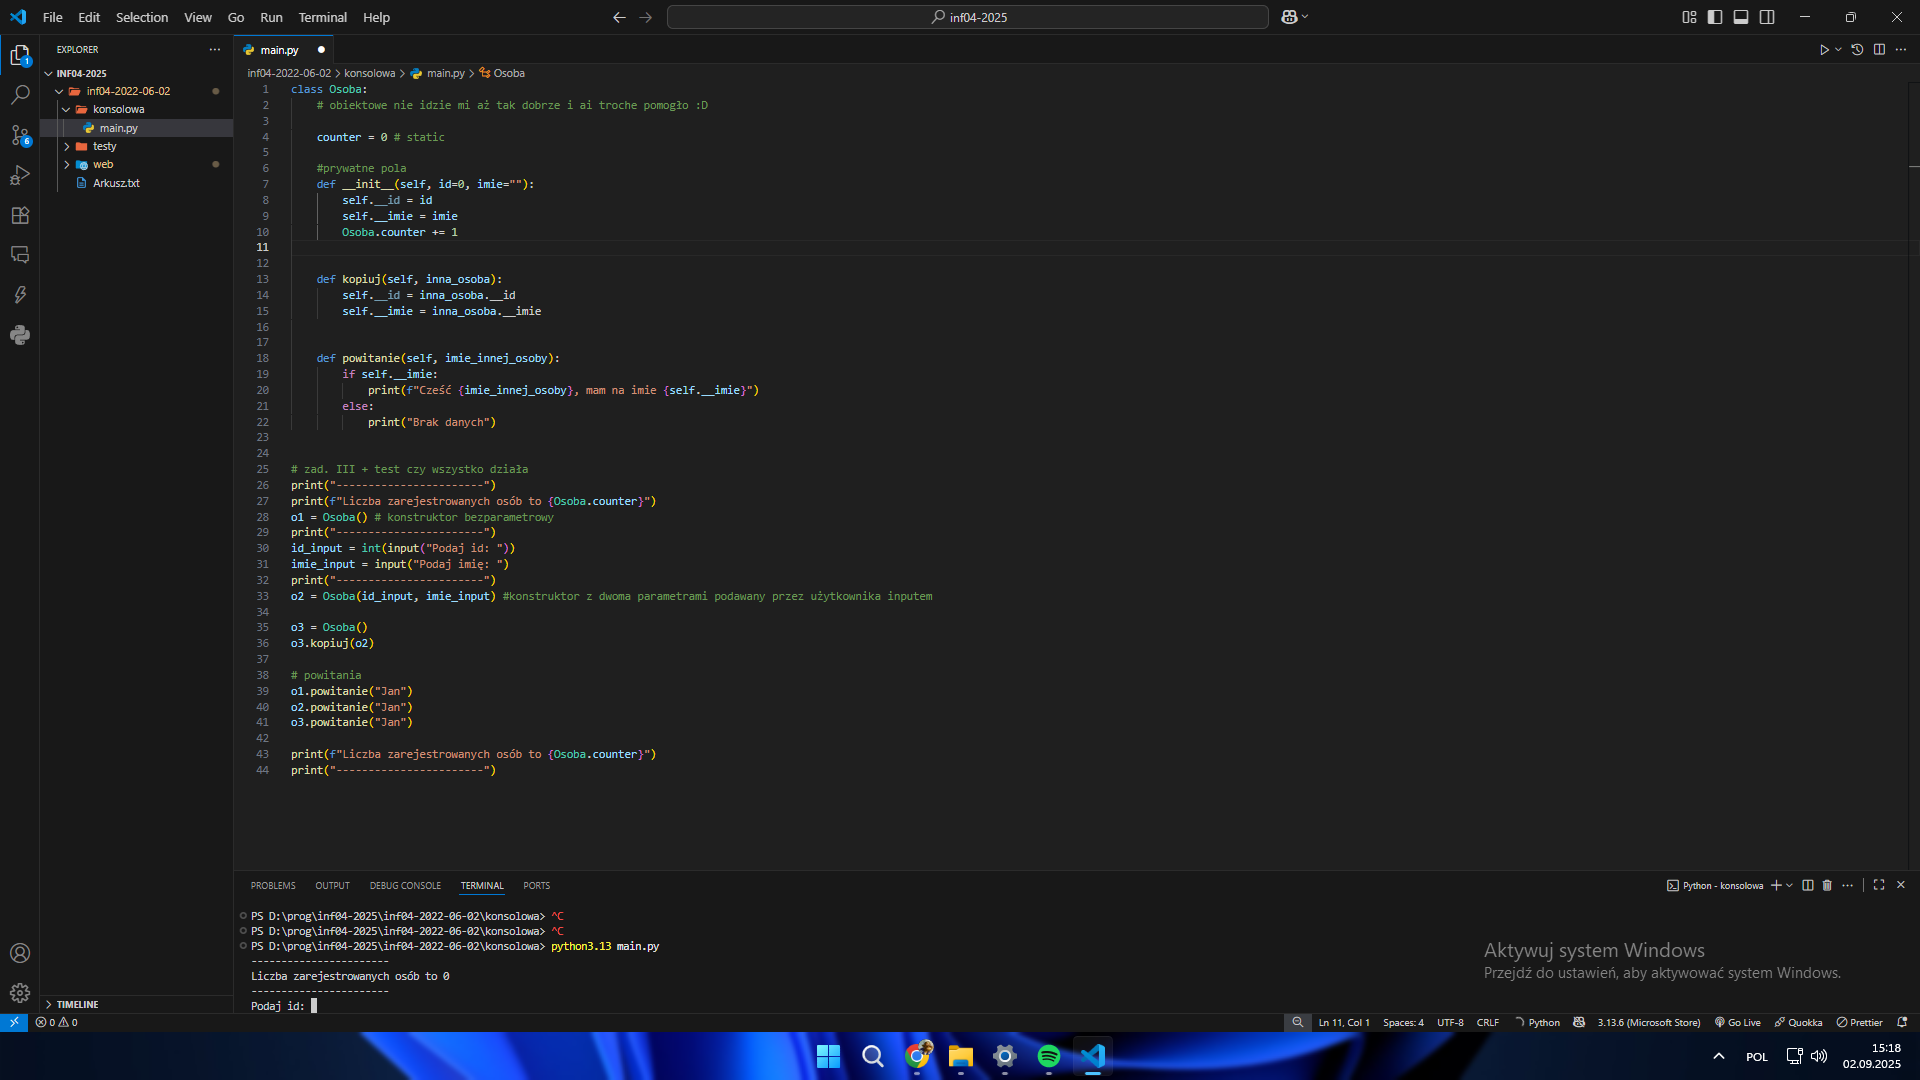 File Edit Selection View Go Run Terminal Help
inf04-2025
EXPLORER
INF04-2025
inf04-2022-06-02
konsolowa
main.py
testy
web
Arkusz.txt
TIMELINE
1
6
main.py
inf04-2022-06-02 > konsolowa > main.py > Osoba
1 class Osoba:
2 # obiektowe nie idzie mi aż tak dobrze i ai troche pomogło :D
3
4 counter = 0 # static
5
6 #prywatne pola
7 def __init__(self, id=0, imie=""):
8 self.__id = id
9 self.__imie = imie
10 Osoba.counter += 1
11
12
13 def kopiuj(self, inna_osoba):
14 self.__id = inna_osoba.__id
15 self.__imie = inna_osoba.__imie
16
17
18 def powitanie(self, imie_innej_osoby):
19 if self.__imie:
20 print(f"Cześć {imie_innej_osoby}, mam na imie {self.__imie}")
21 else:
22 print("Brak danych")
23
24
25 # zad. III + test czy wszystko działa
26 print("-----------------------")
27 print(f"Liczba zarejestrowanych osób to {Osoba.counter}")
28 o1 = Osoba() # konstruktor bezparametrowy
29 print("-----------------------")
30 id_input = int(input("Podaj id: "))
31 imie_input = input("Podaj imię: ")
32 print("-----------------------")
33 o2 = Osoba(id_input, imie_input) #konstruktor z dwoma parametrami podawany przez użytkownika inputem
34
35 o3 = Osoba()
36 o3.kopiuj(o2)
37
38 # powitania
39 o1.powitanie("Jan")
40 o2.powitanie("Jan")
41 o3.powitanie("Jan")
42
43 print(f"Liczba zarejestrowanych osób to {Osoba.counter}")
44 print("-----------------------")
PROBLEMS OUTPUT DEBUG CONSOLE TERMINAL PORTS
Python - konsolowa
PS D:\prog\inf04-2025\inf04-2022-06-02\konsolowa> ^C
PS D:\prog\inf04-2025\inf04-2022-06-02\konsolowa> ^C
PS D:\prog\inf04-2025\inf04-2022-06-02\konsolowa> python3.13 main.py
-----------------------
Liczba zarejestrowanych osób to 0
-----------------------
Podaj id:
Aktywuj system Windows
Przejdź do ustawień, aby aktywować system Windows.
0 0 Ln 11, Col 1 Spaces: 4 UTF-8 CRLF Python 3.13.6 (Microsoft Store) Go Live Quokka Prettier
POL
15:18
02.09.2025